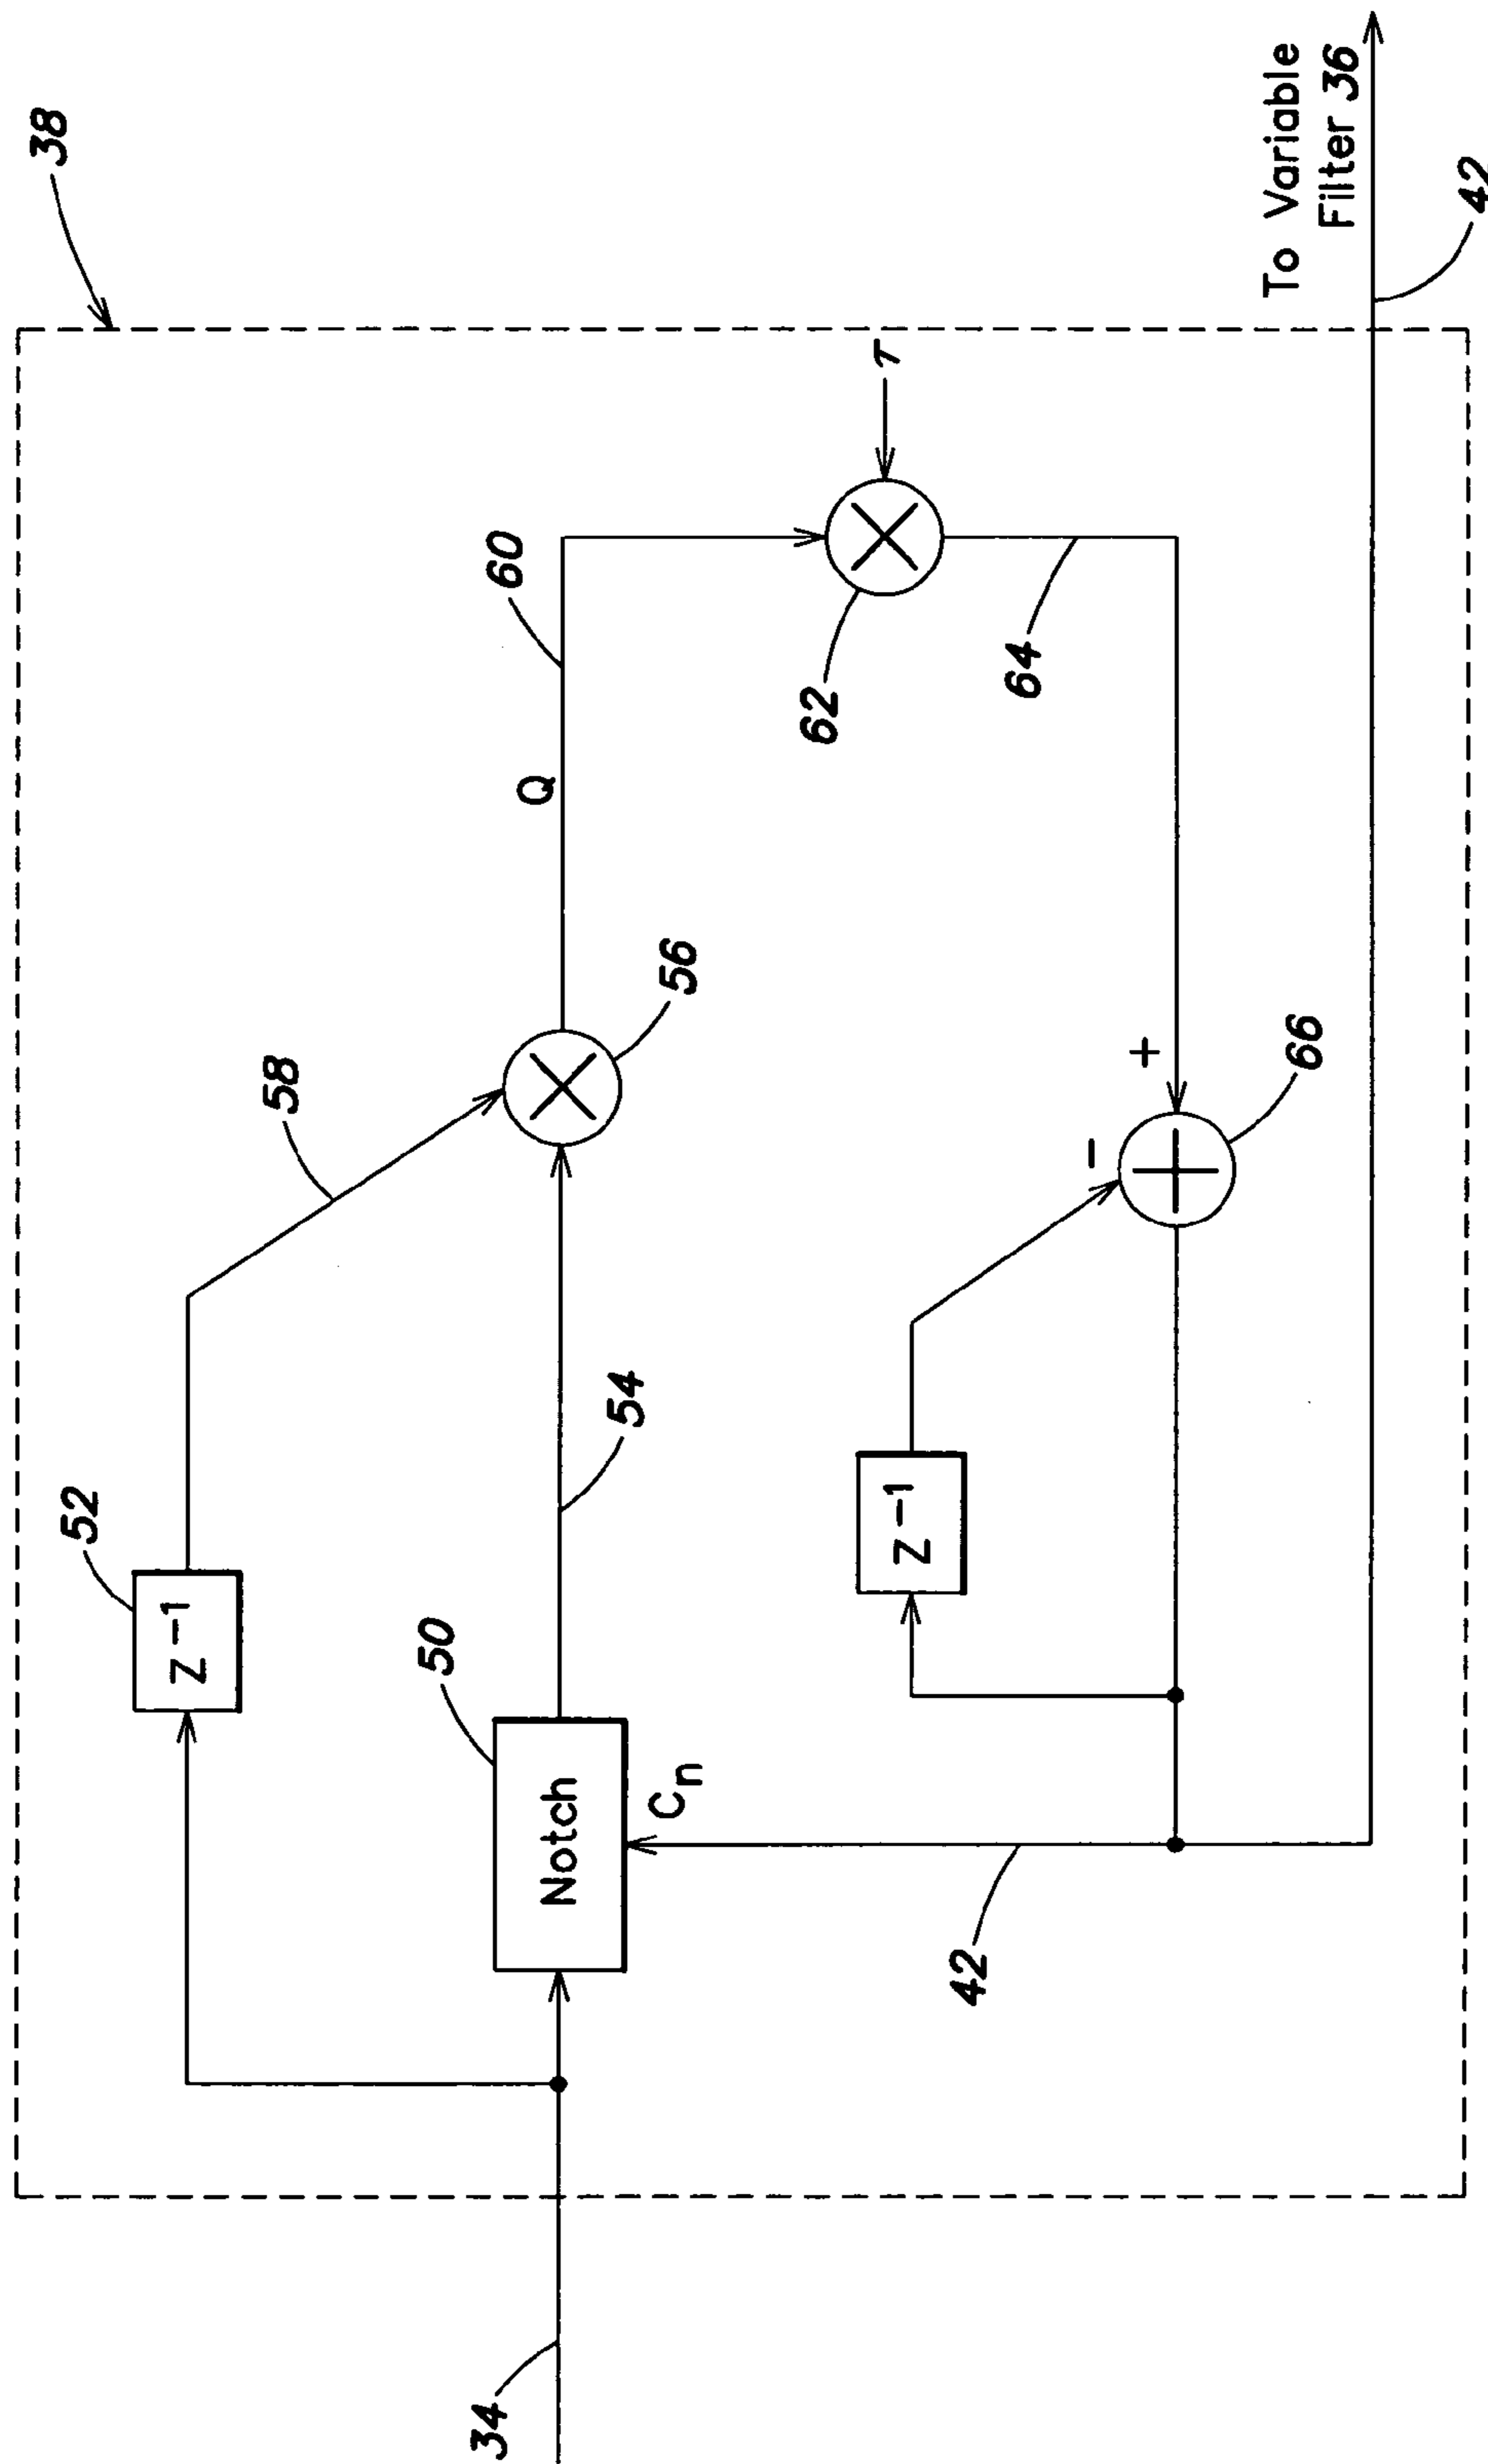 38
52
Z⁻¹
58
60
Q
50
Notch
54
56
τ
62
Cₙ
Z⁻¹
-
+
64
34
42
66
To Variable
Filter 36
42